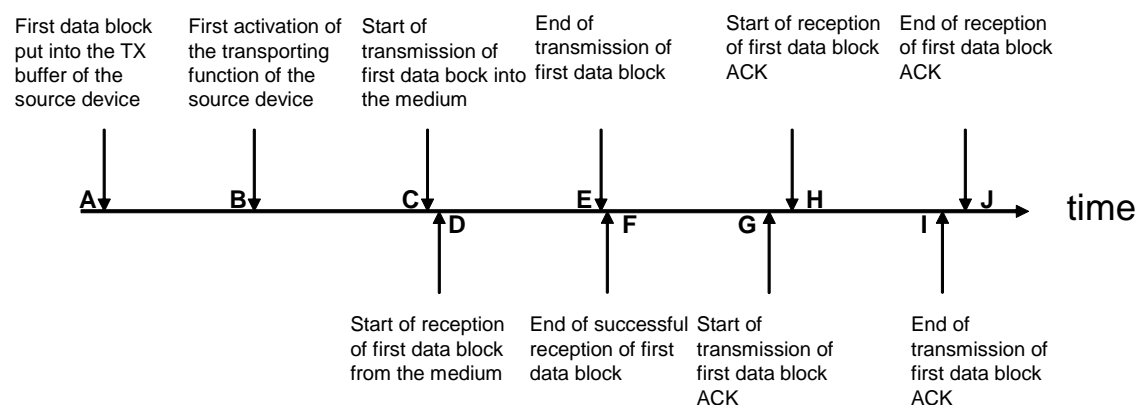 First data block
put into the TX
buffer of the
source device
First activation of
the transporting
function of the
source device
Start of
transmission of
first data bock into
the medium
End of
transmission of
first data block
Start of reception
of first data block
ACK
End of reception
of first data block
ACK
A B C E H J
time
D F G I
Start of reception
of first data block
from the medium
End of successful
reception of first
data block
Start of
transmission of
first data block
ACK
End of
transmission of
first data block
ACK